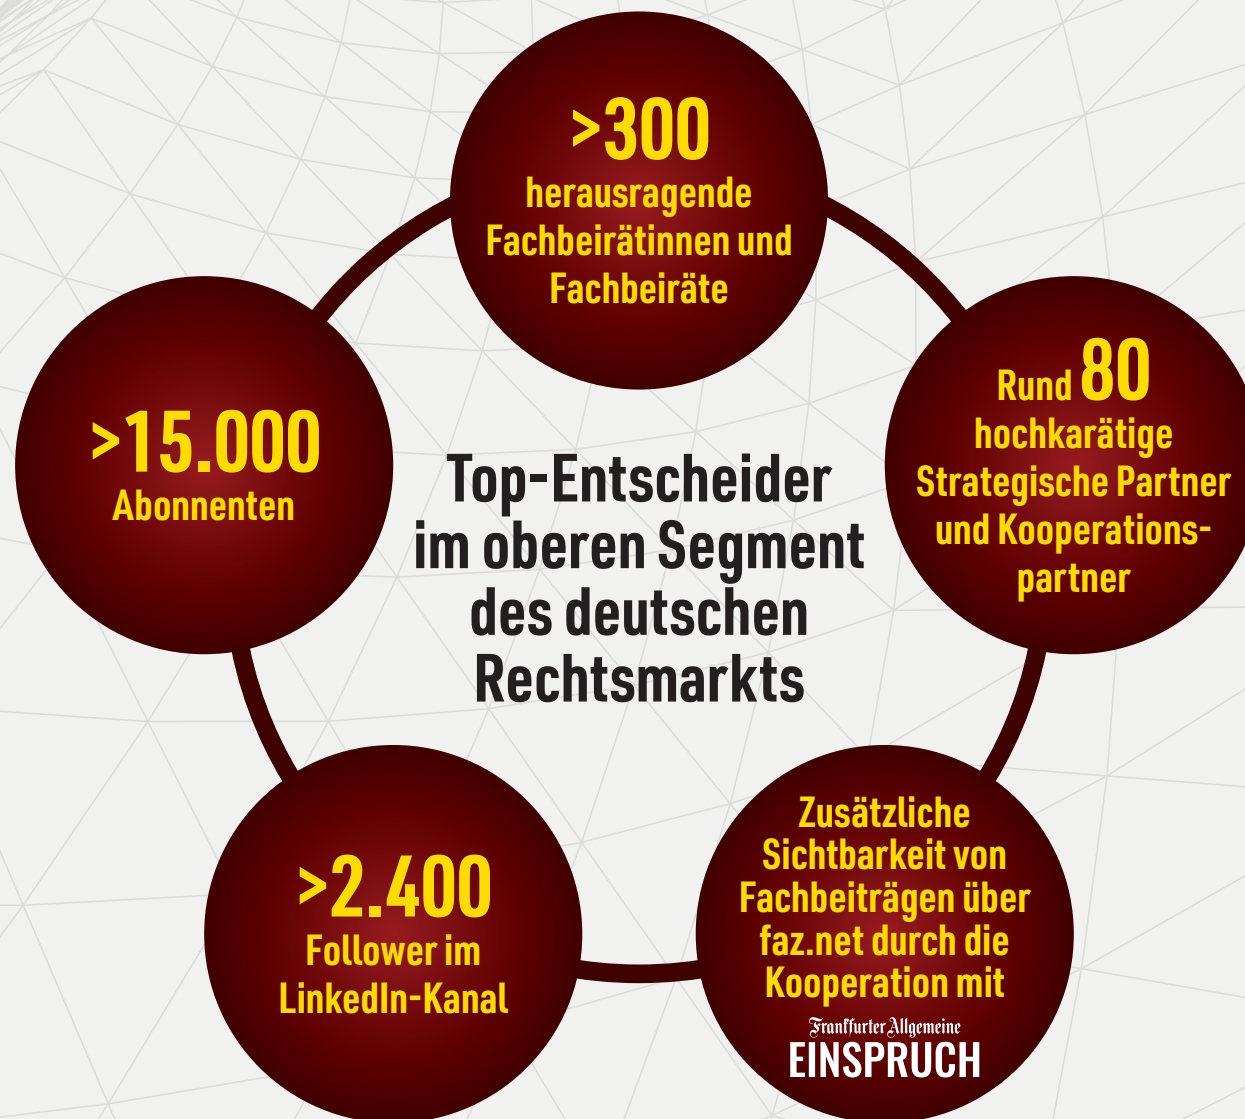 >300
herausragende
Fachbeirätinnen und
Fachbeiräte
Rund 80
hochkarätige
Strategische Partner
und Kooperations-
partner
>15.000
Abonnenten
Top-Entscheider
im oberen Segment
des deutschen
Rechtsmarkts
>2.400
Follower im
LinkedIn-Kanal
Zusätzliche
Sichtbarkeit von
Fachbeiträgen über
faz.net durch die
Kooperation mit
Frankfurter Allgemeine
EINSPRUCH